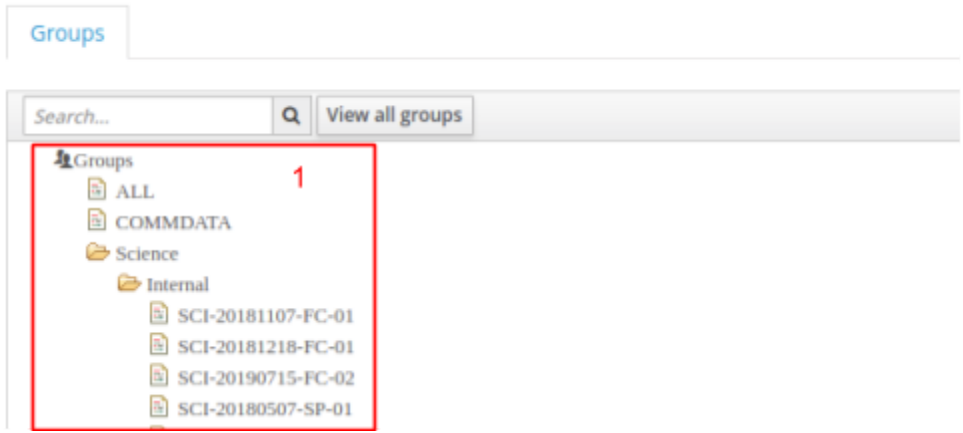 Groups
Search...
View all groups
Groups
1
ALL
COMMDATA
Science
Internal
SCI-20181107-FC-01
SCI-20181218-FC-01
SCI-20190715-FC-02
SCI-20180507-SP-01